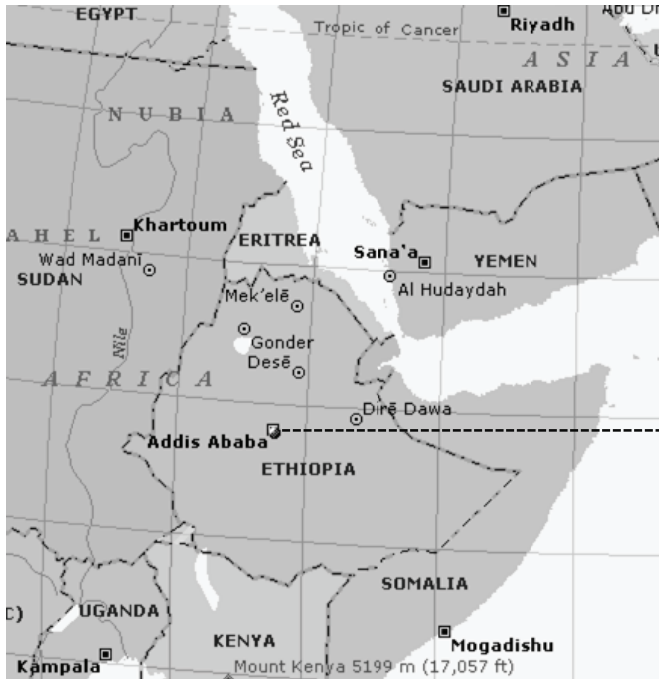 EGYPT
Riyadh
Abu D
Tropic of Cancer
ASIA
SAUDI ARABIA
NUBIA
Red Sea
Khartoum
AHEL
ERITREA
Sana'a
YEMEN
Wad Madanī
SUDAN
Al Hudaydah
Mek'elē
Nile
Gonder
Desē
AFRICA
Dirē Dawa
Addis Ababa
ETHIOPIA
SOMALIA
C)
UGANDA
KENYA
Mogadishu
Kampala
Mount Kenya 5199 m (17,057 ft)